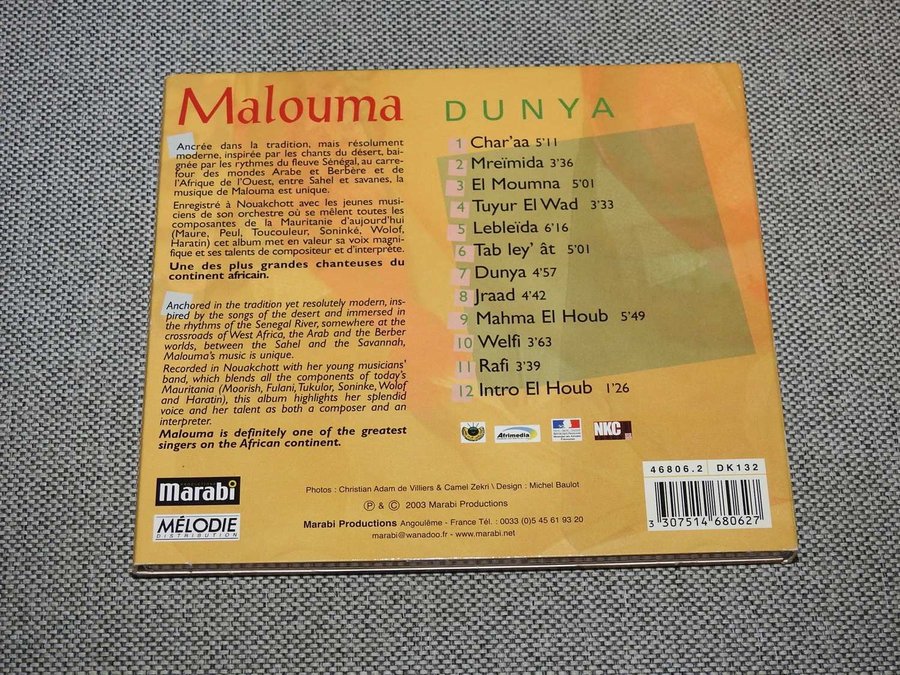 Malouma
DUNYA
Ancrée dans la tradition, mais résolument
moderne, inspirée par les chants du désert, bai-
gnée par les rythmes du fleuve Sénégal, au carre-
four des mondes Arabe et Berbère et de
l'Afrique de l'Ouest, entre Sahel et savanes, la
musique de Malouma est unique.
Enregistré à Nouakchott avec les jeunes musi-
ciens de son orchestre où se mêlent toutes les
composantes de la Mauritanie d'aujourd'hui
(Maure, Peul, Toucouleur, Soninké, Wolof,
Haratin) cet album met en valeur sa voix magni-
fique et ses talents de compositeur et d'interprète.
Une des plus grandes chanteuses du
continent africain.
Anchored in the tradition yet resolutely modern, ins-
pired by the songs of the desert and immersed in
the rhythms of the Senegal River, somewhere at the
crossroads of West Africa, the Arab and the Berber
worlds, between the Sahel and the Savannah,
Malouma's music is unique.
Recorded in Nouakchott with her young musicians'
band, which blends all the components of today's
Mauritania (Moorish, Fulani, Tukulor, Soninke, Wolof
and Haratin), this album highlights her splendid
voice and her talent as both a composer and an
interpreter.
Malouma is definitely one of the greatest
singers on the African continent.
1 Char'aa 5'11
2 Mreïmida 3'36
3 El Moumna 5'01
4 Tuyur El Wad 3'33
5 Lebleïda 6'16
6 Tab ley' ât 5'01
7 Dunya 4'57
8 Jraad 4'42
9 Mahma El Houb 5'49
10 Welfi 3'63
11 Rafi 3'39
12 Intro El Houb 1'26
Afrimedia
NKC
Marabi
MÉLODIE
DISTRIBUTION
Photos : Christian Adam de Villiers & Camel Zekri \ Design : Michel Baulot
℗ & © 2003 Marabi Productions
Marabi Productions Angoulême - France Tél. : 0033 (0)5 45 61 93 20
marabi@wanadoo.fr - www.marabi.net
46806.2 DK132
3 307514 680627